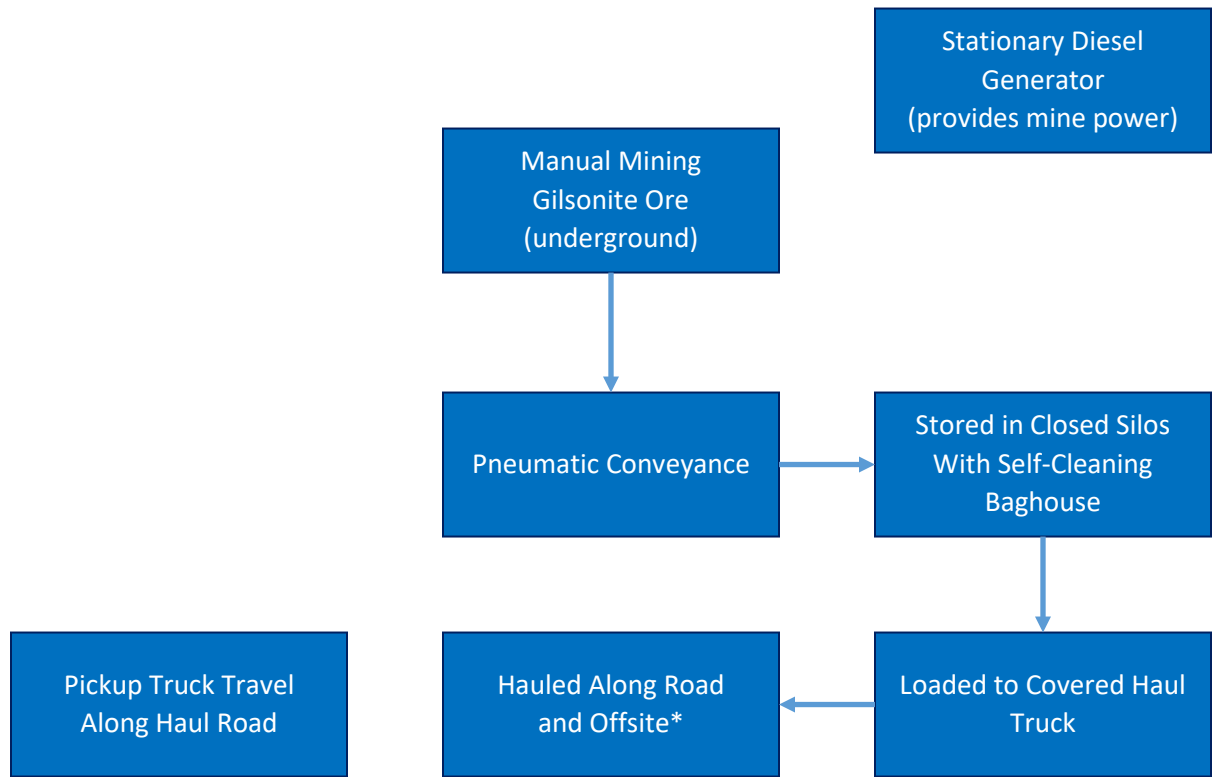 Stationary Diesel
Generator
(provides mine power)
Manual Mining
Gilsonite Ore
(underground)
Pneumatic Conveyance
Stored in Closed Silos
With Self-Cleaning
Baghouse
Pickup Truck Travel
Along Haul Road
Hauled Along Road
and Offsite*
Loaded to Covered Haul
Truck